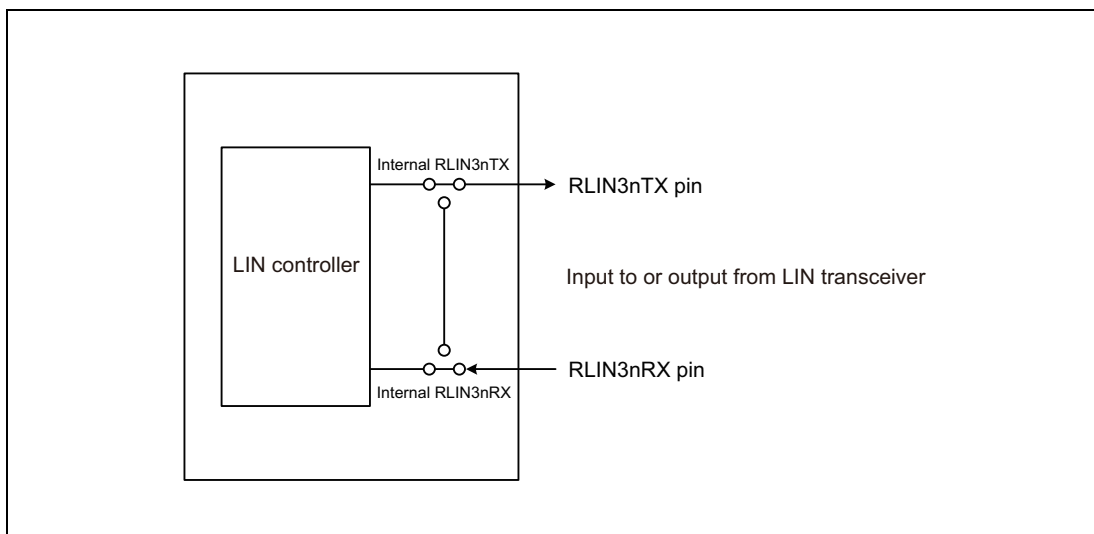 Internal RLIN3nTX
RLIN3nTX pin
LIN controller
Input to or output from LIN transceiver
RLIN3nRX pin
Internal RLIN3nRX